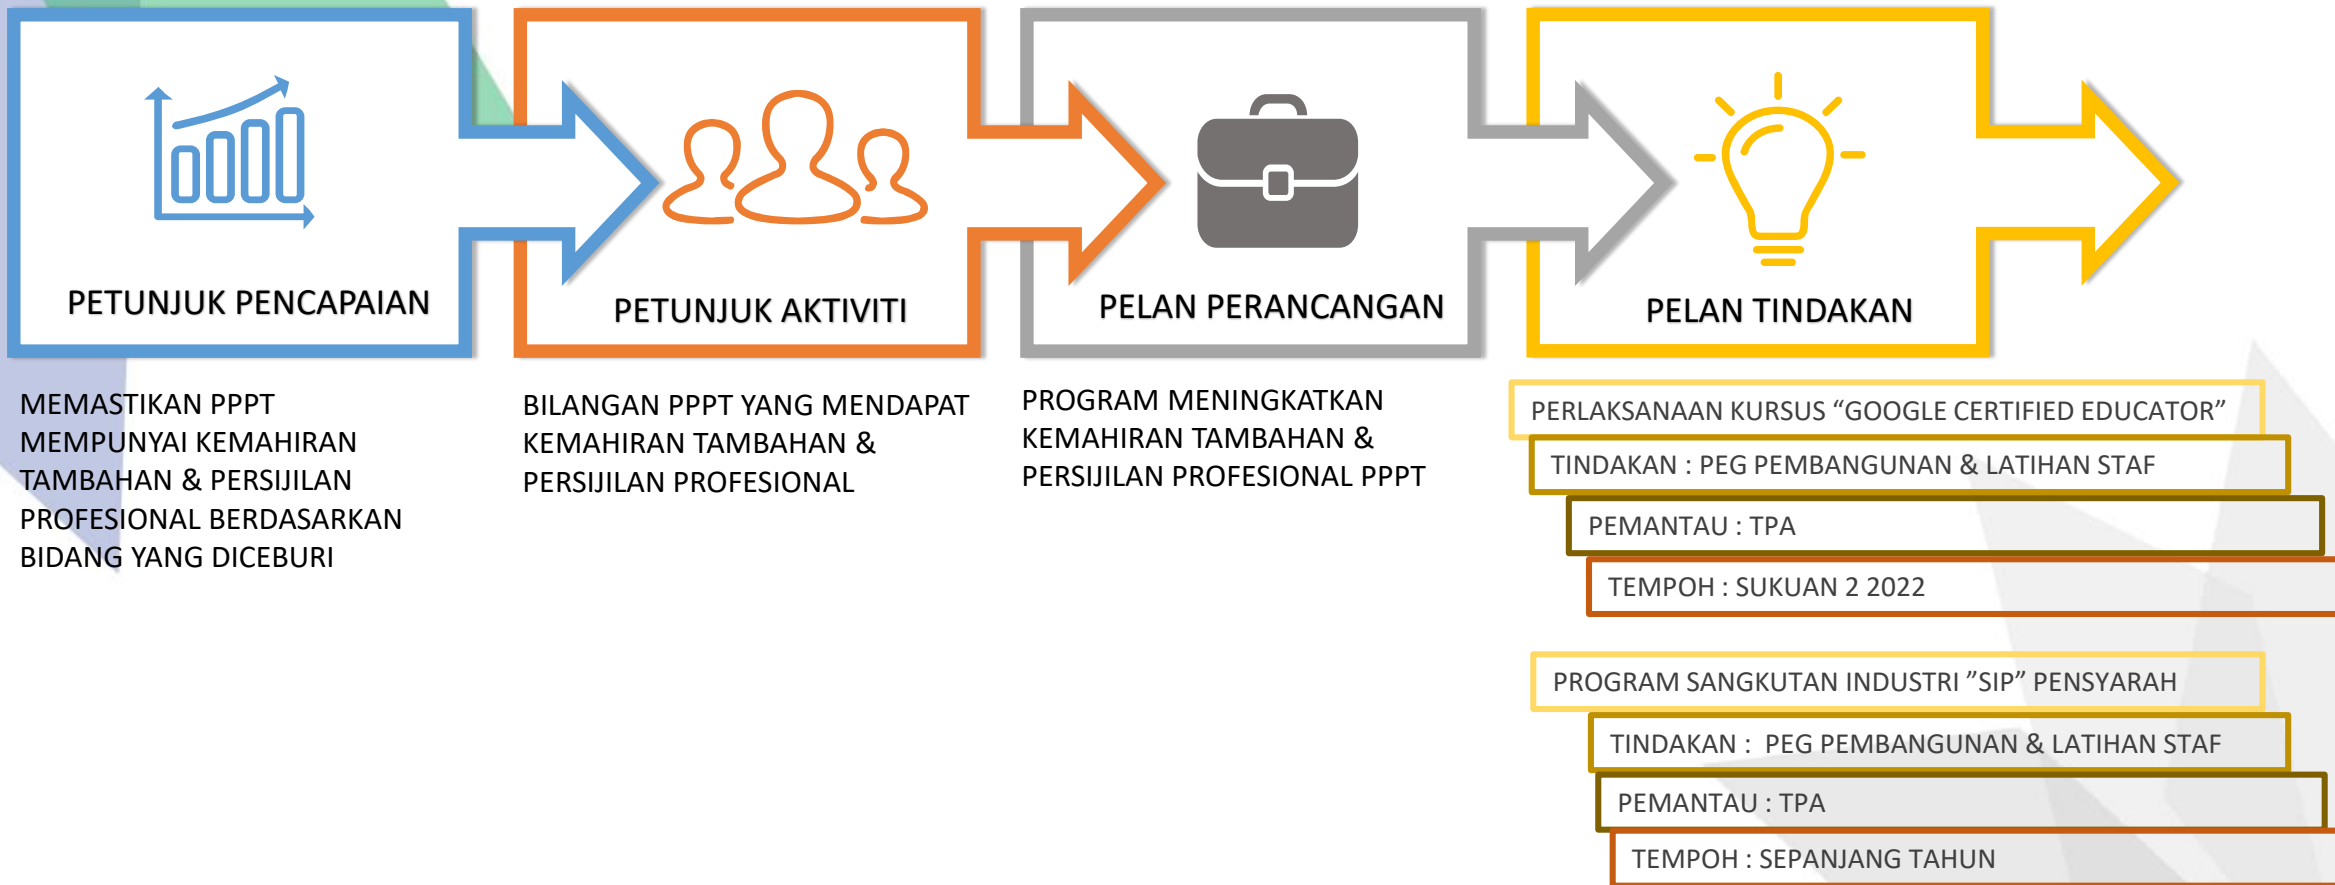 PETUNJUK PENCAPAIAN
MEMASTIKAN PPPT
MEMPUNYAI KEMAHIRAN
TAMBAHAN & PERSIJILAN
PROFESIONAL BERDASARKAN
BIDANG YANG DICEBURI
PETUNJUK AKTIVITI
BILANGAN PPPT YANG MENDAPAT
KEMAHIRAN TAMBAHAN &
PERSIJILAN PROFESIONAL
PELAN PERANCANGAN
PROGRAM MENINGKATKAN
KEMAHIRAN TAMBAHAN &
PERSIJILAN PROFESIONAL PPPT
PELAN TINDAKAN
PERLAKSANAAN KURSUS “GOOGLE CERTIFIED EDUCATOR”
TINDAKAN : PEG PEMBANGUNAN & LATIHAN STAF
PEMANTAU : TPA
TEMPOH : SUKUAN 2 2022
PROGRAM SANGKUTAN INDUSTRI ”SIP” PENSYARAH
TINDAKAN : PEG PEMBANGUNAN & LATIHAN STAF
PEMANTAU : TPA
TEMPOH : SEPANJANG TAHUN